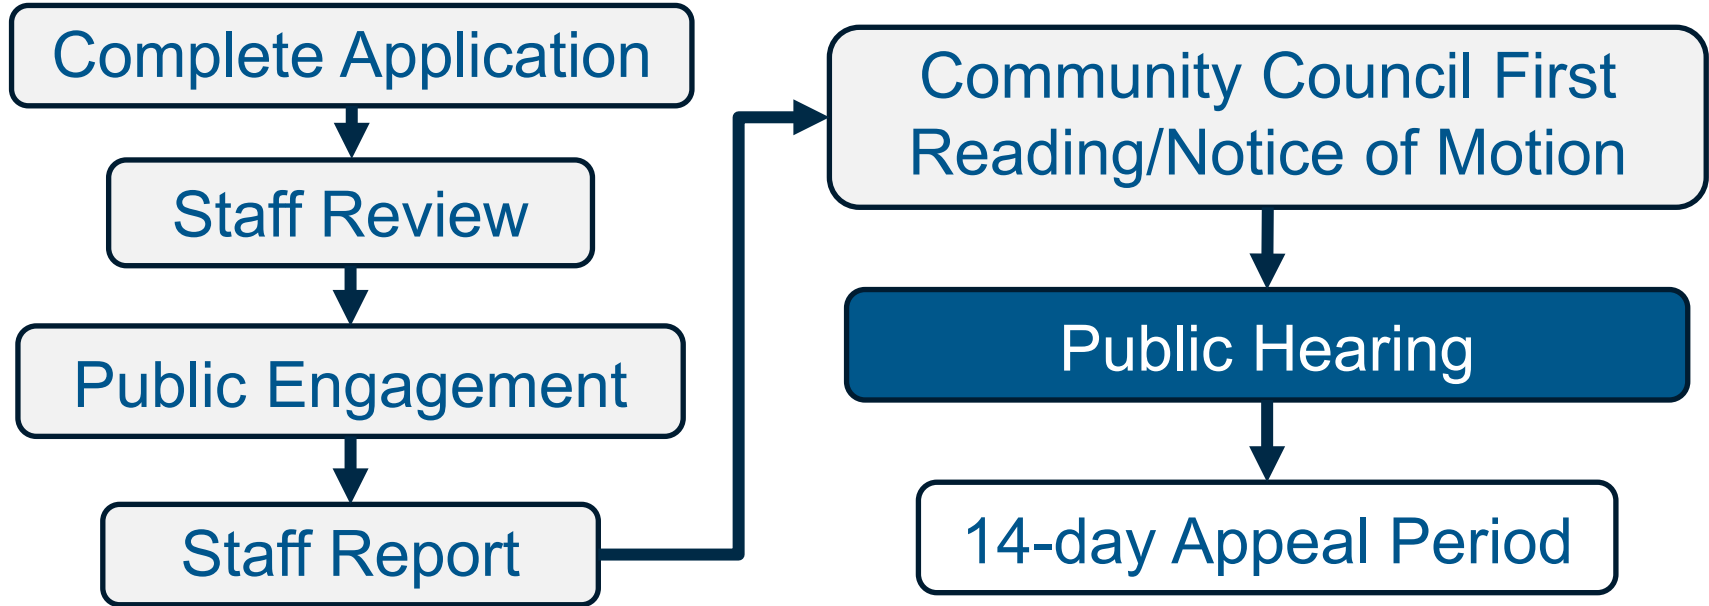 Complete Application
Staff Review
Public Engagement
Staff Report
Community Council First
Reading/Notice of Motion
Public Hearing
14-day Appeal Period